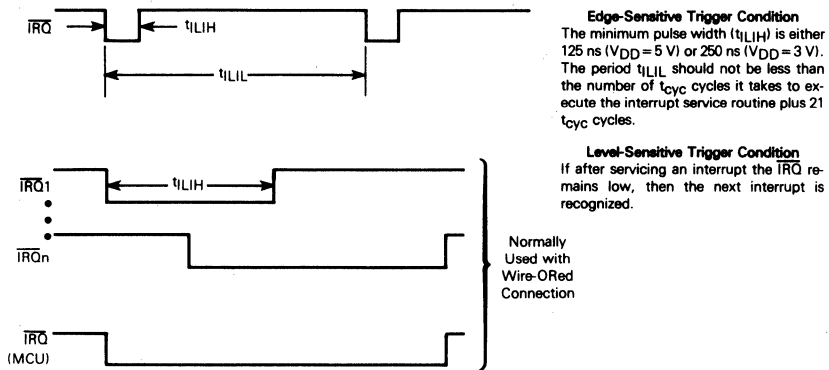 IRQ
tILIH
tILIL
Edge-Sensitive Trigger Condition
The minimum pulse width (tILIH) is either
125 ns (VDD = 5 V) or 250 ns (VDD = 3 V).
The period tILIL should not be less than
the number of tcyc cycles it takes to ex-
ecute the interrupt service routine plus 21
tcyc cycles.
Level-Sensitive Trigger Condition
If after servicing an interrupt the IRQ re-
mains low, then the next interrupt is
recognized.
IRQ1
tILIH
IRQn
IRQ
(MCU)
Normally
Used with
Wire-ORed
Connection